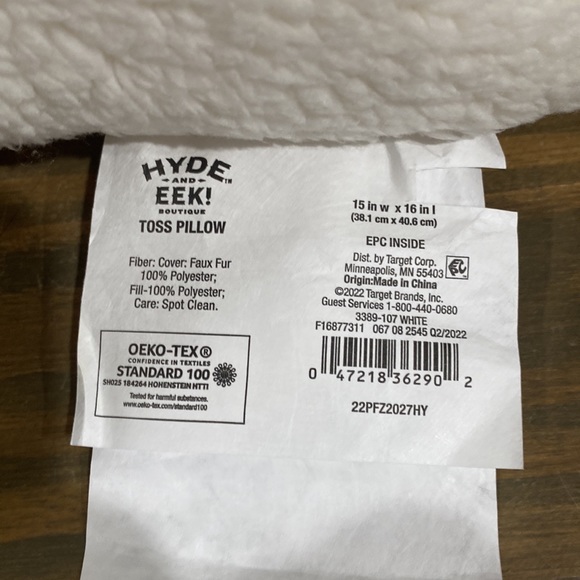 HYDE™
AND
EEK!
BOUTIQUE
TOSS PILLOW
Fiber: Cover: Faux Fur
100% Polyester;
Fill-100% Polyester;
Care: Spot Clean.
OEKO-TEX®
CONFIDENCE IN TEXTILES
STANDARD 100
SH025 184264 HOHENSTEIN HTTI
Tested for harmful substances.
www.oeko-tex.com/standard100
15 in w x 16 in l
(38.1 cm x 40.6 cm)
EPC INSIDE
Dist. by Target Corp.
Minneapolis, MN 55403
Origin:Made in China
©2022 Target Brands, Inc.
Guest Services 1-800-440-0680
3389-107 WHITE
F16877311 067 08 2545 Q2/2022
0 47218 36290 2
22PFZ2027HY